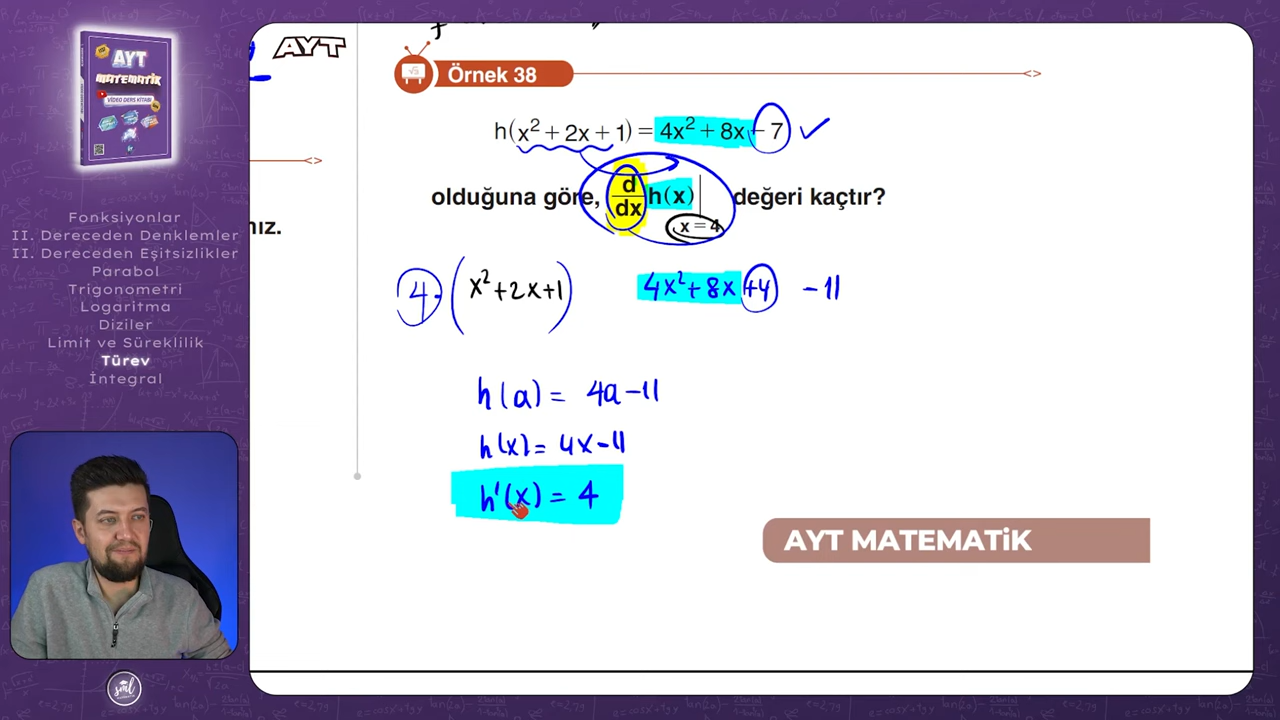 AYT
AYT
MATEMATİK
VİDEO DERS KİTABI
Fonksiyonlar
II. Dereceden Denklemler
II. Dereceden Eşitsizlikler
Parabol
Trigonometri
Logaritma
Diziler
Limit ve Süreklilik
Türev
İntegral
sml
nız.
Örnek 38
h(x² + 2x + 1) = 4x² + 8x − 7 ✓
olduğuna göre, d/dx h(x) | x = 4 değeri kaçtır?
4·(x²+2x+1) 4x²+8x+4 −11
h(a) = 4a−11
h(x) = 4x−11
h'(x) = 4
AYT MATEMATİK